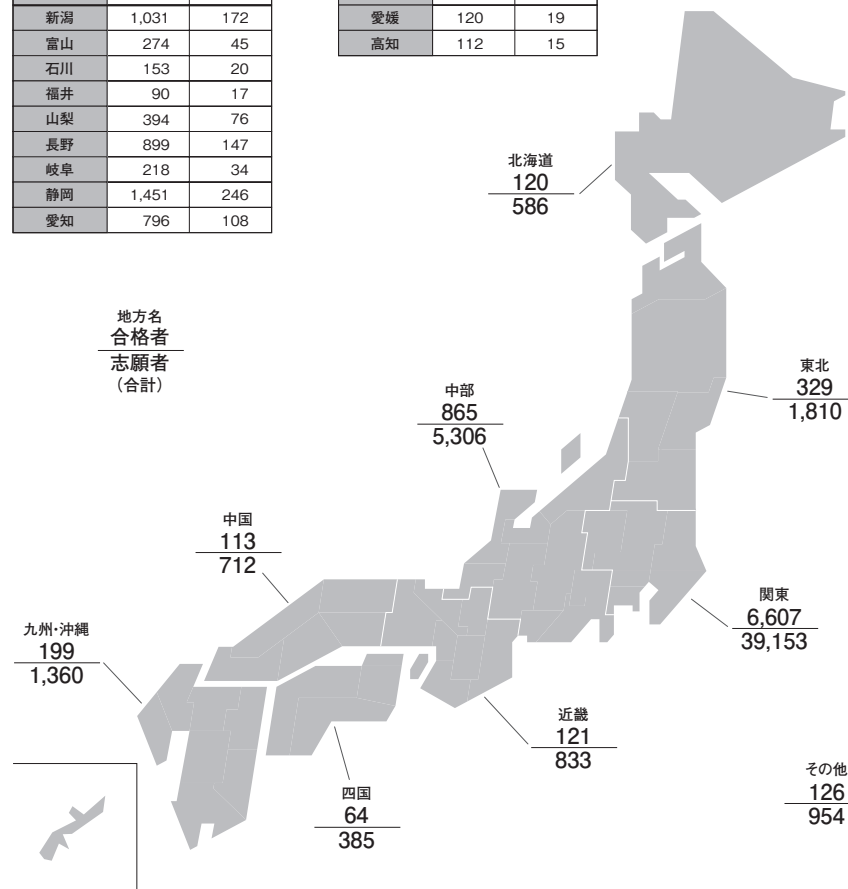 新潟 1,031 172
富山 274 45
石川 153 20
福井 90 17
山梨 394 76
長野 899 147
岐阜 218 34
静岡 1,451 246
愛知 796 108
愛媛 120 19
高知 112 15
地方名
合格者
志願者
(合計)
北海道
120
586
東北
329
1,810
中部
865
5,306
中国
113
712
関東
6,607
39,153
九州・沖縄
199
1,360
近畿
121
833
四国
64
385
その他
126
954